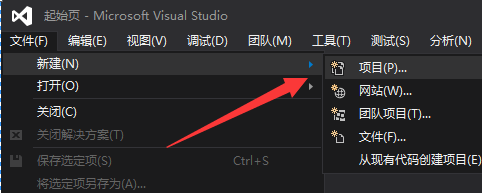 起始页 - Microsoft Visual Studio
文件(F) 编辑(E) 视图(V) 调试(D) 团队(M) 工具(T) 测试(S) 分析(N)
新建(N)
打开(O)
关闭(C)
关闭解决方案(T)
保存选定项(S) Ctrl+S
将选定项另存为(A)...
项目(P)...
网站(W)...
团队项目(T)...
文件(F)...
从现有代码创建项目(E)